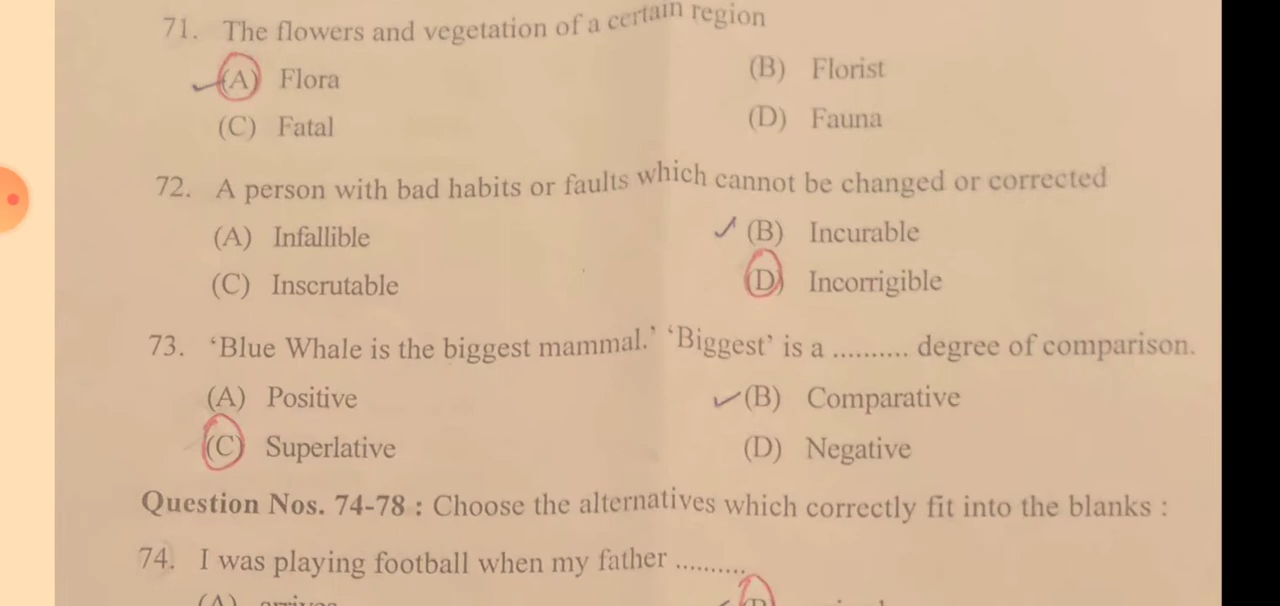 71. The flowers and vegetation of a certain region
(A) Flora (B) Florist
(C) Fatal (D) Fauna
72. A person with bad habits or faults which cannot be changed or corrected
(A) Infallible (B) Incurable
(C) Inscrutable (D) Incorrigible
73. ‘Blue Whale is the biggest mammal.’ ‘Biggest’ is a .......... degree of comparison.
(A) Positive (B) Comparative
(C) Superlative (D) Negative
Question Nos. 74-78 : Choose the alternatives which correctly fit into the blanks :
74. I was playing football when my father ..........
(A)